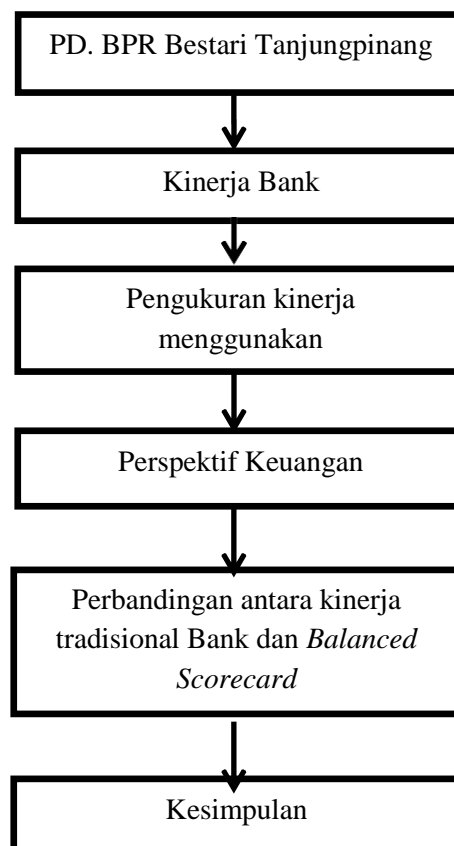 PD. BPR Bestari Tanjungpinang
Kinerja Bank
Pengukuran kinerja
menggunakan
Perspektif Keuangan
Perbandingan antara kinerja
tradisional Bank dan Balanced
Scorecard
Kesimpulan